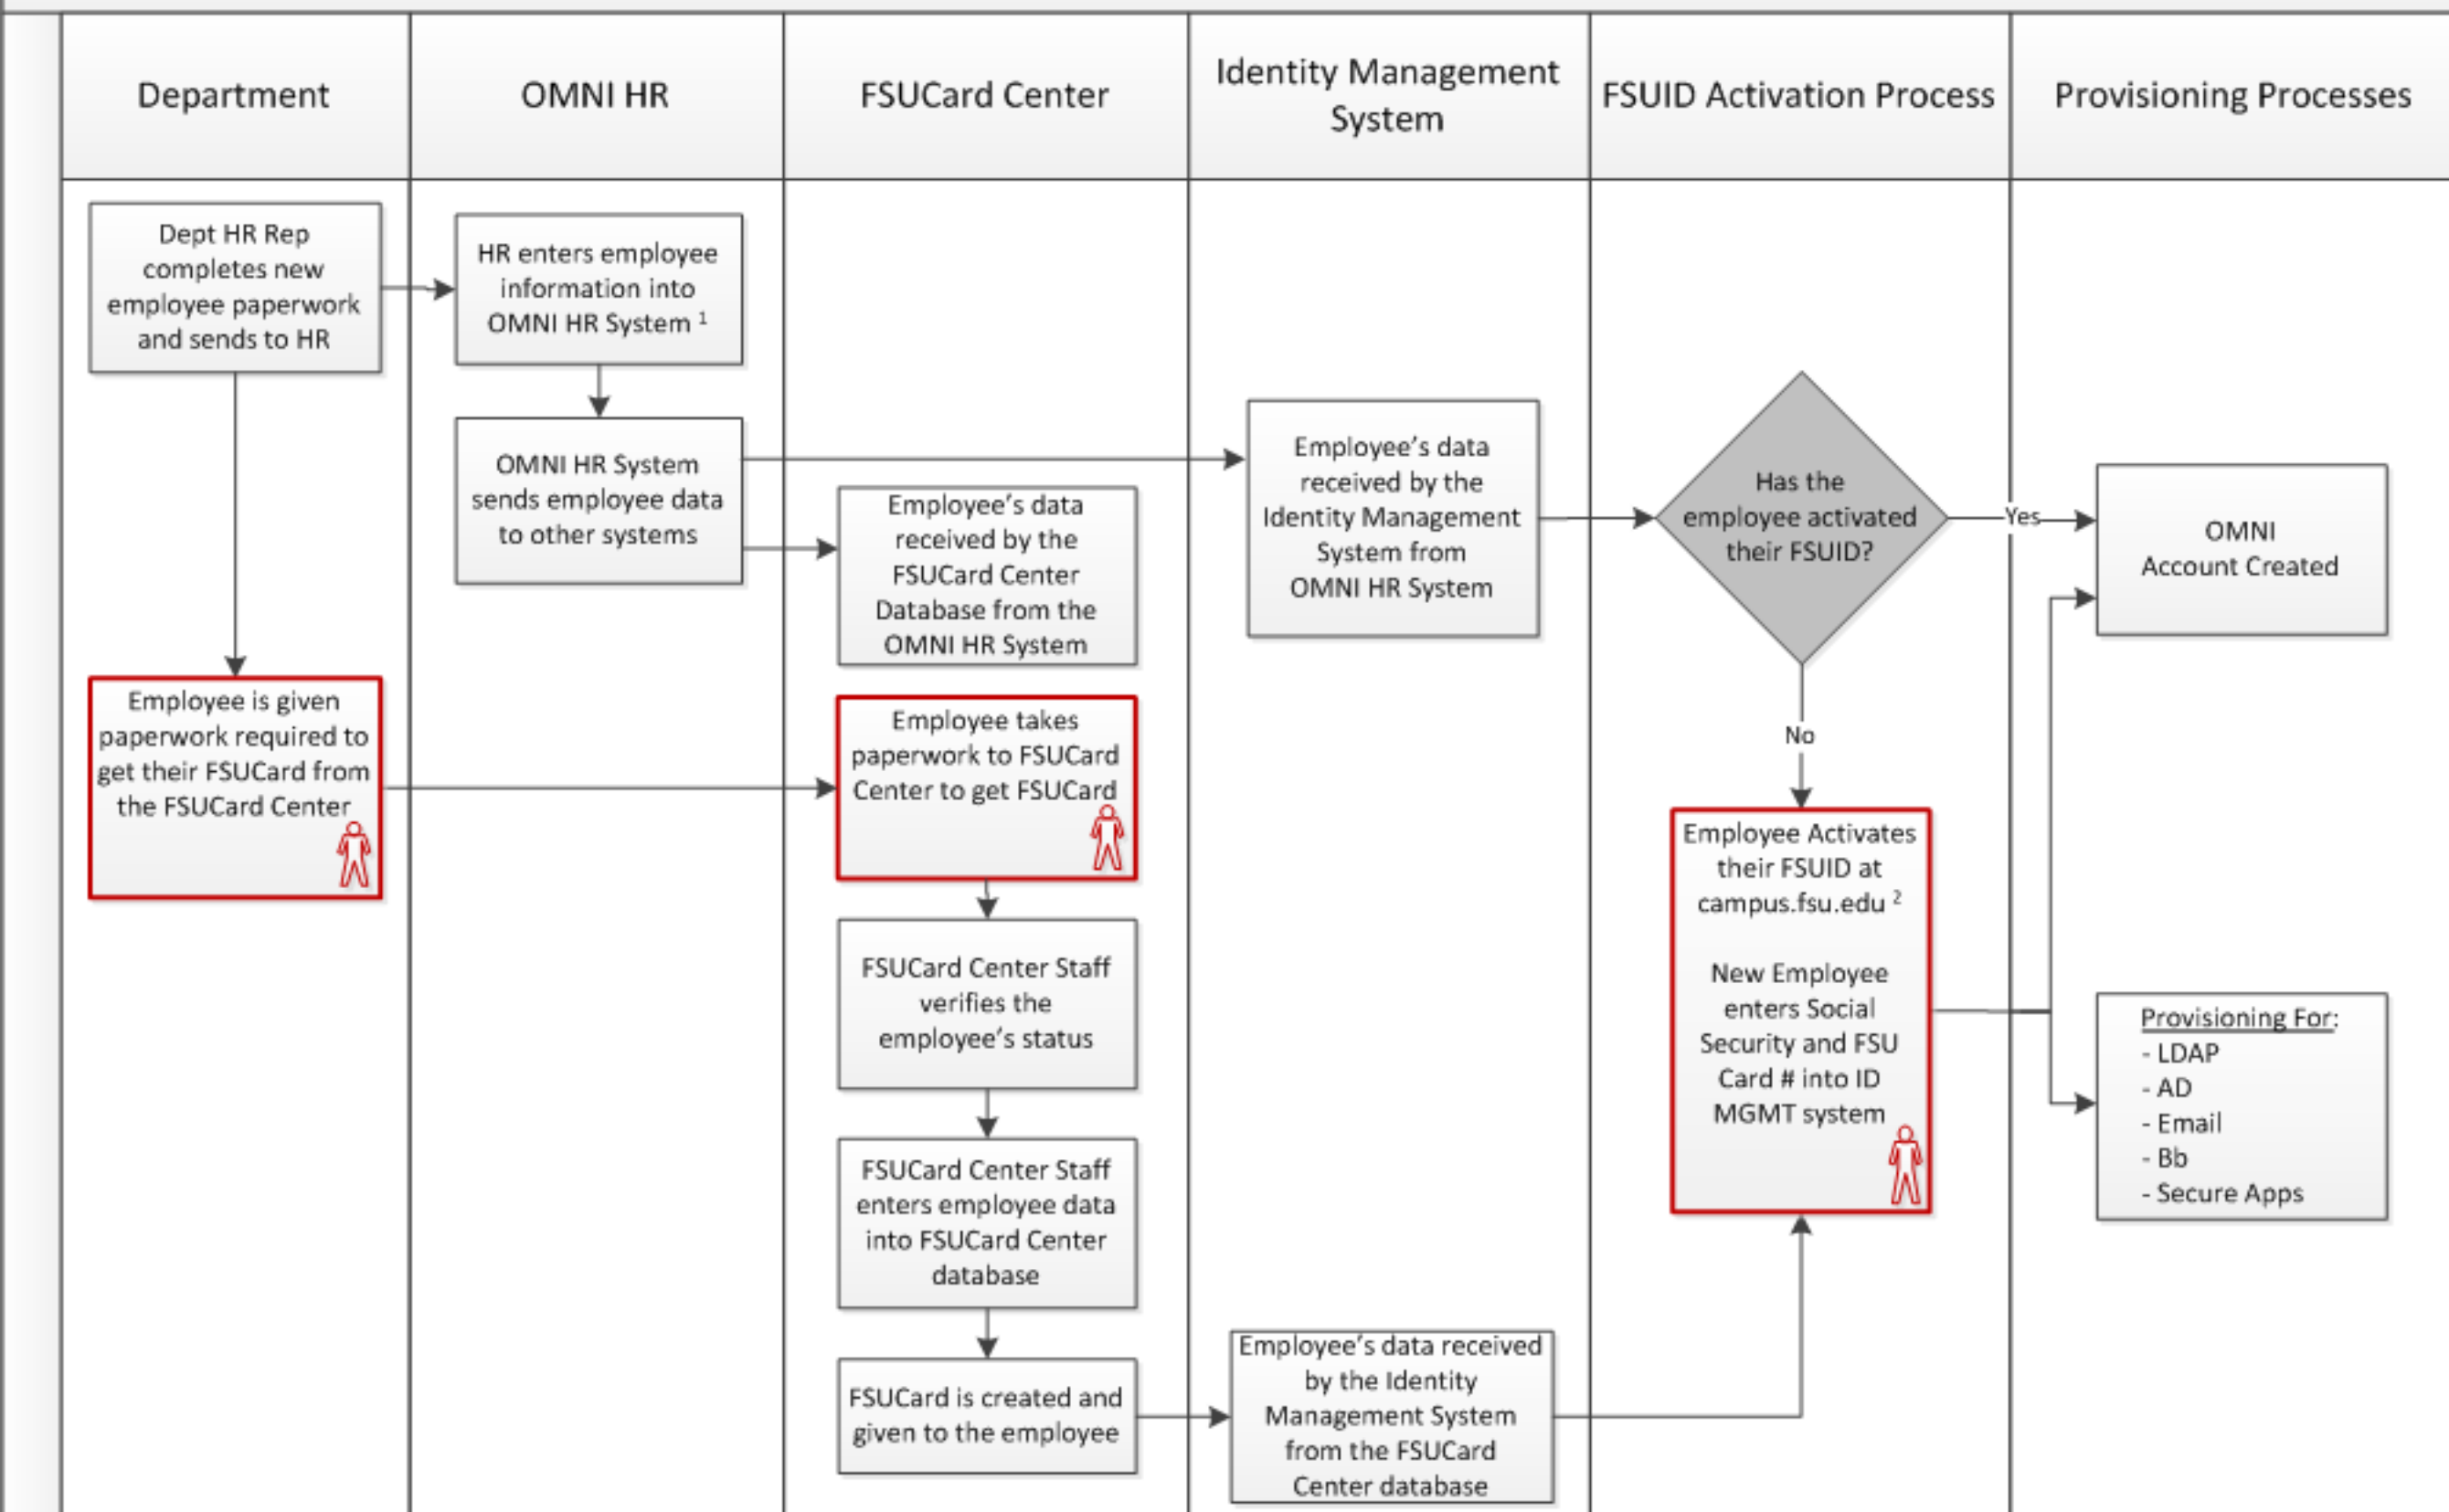 Department
OMNI HR
FSUCard Center
Identity Management
System
FSUID Activation Process
Provisioning Processes
Dept HR Rep
completes new
employee paperwork
and sends to HR
HR enters employee
information into
OMNI HR System ¹
OMNI HR System
sends employee data
to other systems
Employee's data
received by the
FSUCard Center
Database from the
OMNI HR System
Employee's data
received by the
Identity Management
System from
OMNI HR System
Has the
employee activated
their FSUID?
Yes
OMNI
Account Created
No
Employee is given
paperwork required to
get their FSUCard from
the FSUCard Center
Employee takes
paperwork to FSUCard
Center to get FSUCard
FSUCard Center Staff
verifies the
employee's status
FSUCard Center Staff
enters employee data
into FSUCard Center
database
FSUCard is created and
given to the employee
Employee's data received
by the Identity
Management System
from the FSUCard
Center database
Employee Activates
their FSUID at
campus.fsu.edu ²
New Employee
enters Social
Security and FSU
Card # into ID
MGMT system
Provisioning For:
- LDAP
- AD
- Email
- Bb
- Secure Apps